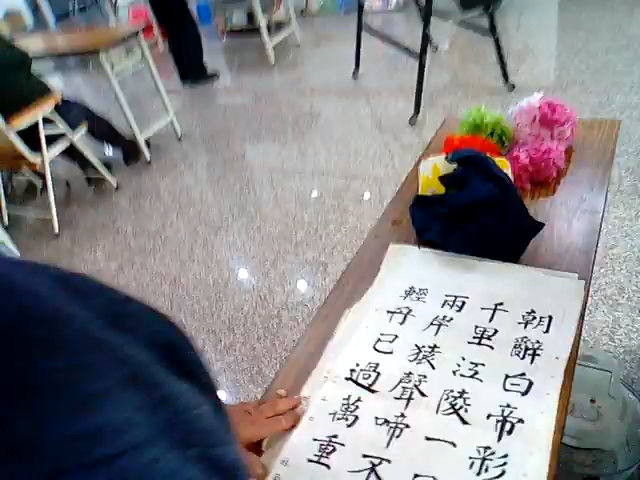 朝辭白帝彩
千里江陵一
兩岸猿聲啼不
輕舟已過萬重